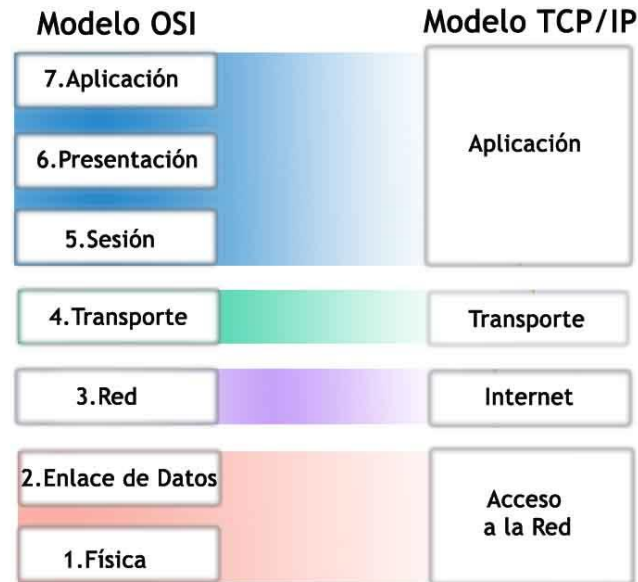 Modelo OSI
Modelo TCP/IP
7.Aplicación
6.Presentación
5.Sesión
Aplicación
4.Transporte
Transporte
3.Red
Internet
2.Enlace de Datos
1.Física
Acceso
a la Red